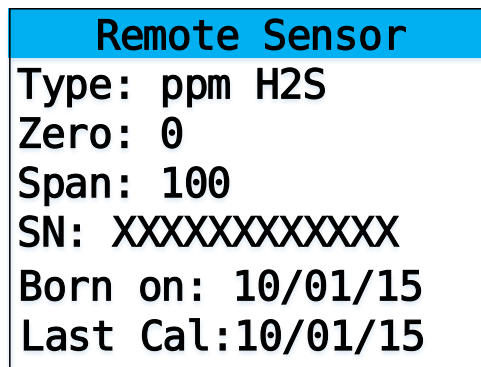 Remote Sensor
Type: ppm H2S
Zero: 0
Span: 100
SN: XXXXXXXXXXXX
Born on: 10/01/15
Last Cal:10/01/15